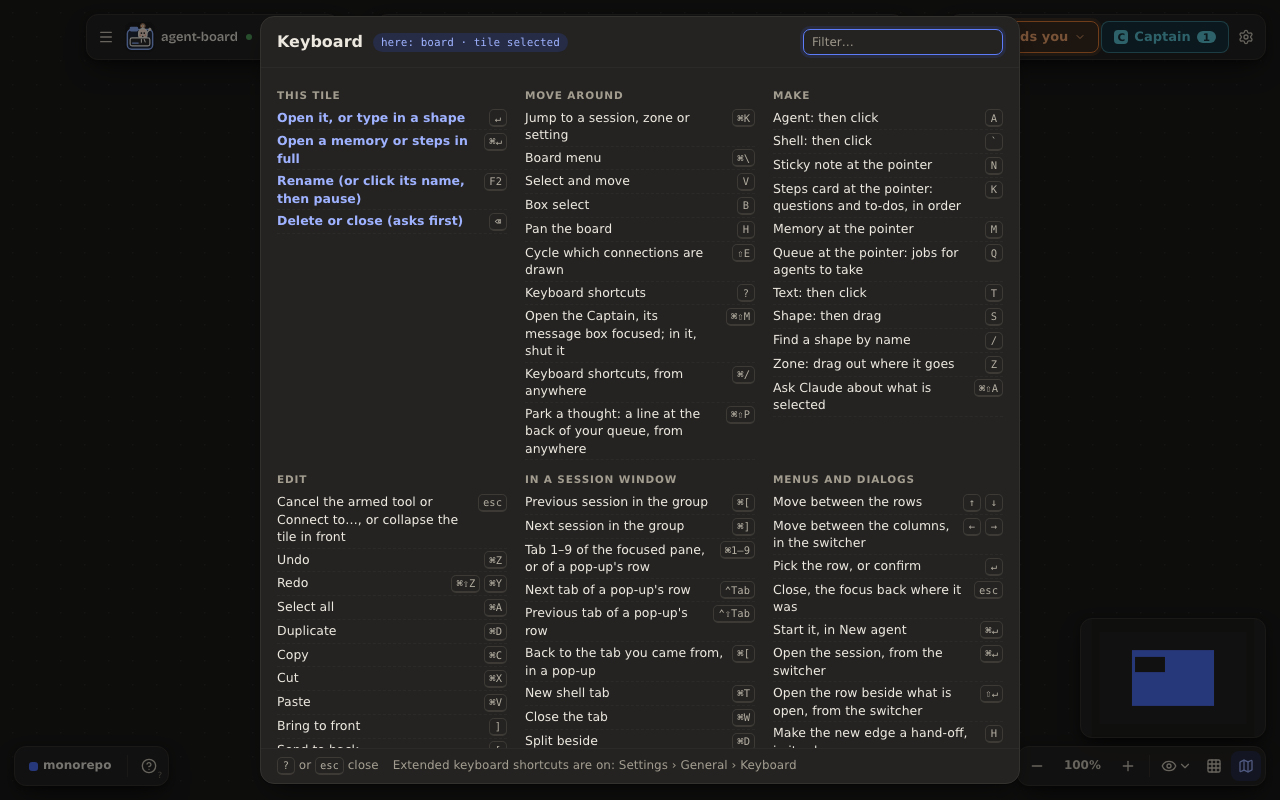 agent-board
Keyboard
here: board · tile selected
Filter…
ds you
C Captain 1
THIS TILE
Open it, or type in a shape ↵
Open a memory or steps in full ⌘↵
Rename (or click its name, then pause) F2
Delete or close (asks first) ⌫
MOVE AROUND
Jump to a session, zone or setting ⌘K
Board menu ⌘\
Select and move V
Box select B
Pan the board H
Cycle which connections are drawn ⇧E
Keyboard shortcuts ?
Open the Captain, its message box focused; in it, shut it ⌘⇧M
Keyboard shortcuts, from anywhere ⌘/
Park a thought: a line at the back of your queue, from anywhere ⌘⇧P
MAKE
Agent: then click A
Shell: then click `
Sticky note at the pointer N
Steps card at the pointer: questions and to-dos, in order K
Memory at the pointer M
Queue at the pointer: jobs for agents to take Q
Text: then click T
Shape: then drag S
Find a shape by name /
Zone: drag out where it goes Z
Ask Claude about what is selected ⌘⇧A
EDIT
Cancel the armed tool or Connect to…, or collapse the tile in front esc
Undo ⌘Z
Redo ⌘⇧Z ⌘Y
Select all ⌘A
Duplicate ⌘D
Copy ⌘C
Cut ⌘X
Paste ⌘V
Bring to front ]
IN A SESSION WINDOW
Previous session in the group ⌘[
Next session in the group ⌘]
Tab 1–9 of the focused pane, or of a pop-up's row ⌘1–9
Next tab of a pop-up's row ⌃Tab
Previous tab of a pop-up's row ⌃⇧Tab
Back to the tab you came from, in a pop-up ⌘[
New shell tab ⌘T
Close the tab ⌘W
Split beside ⌘D
MENUS AND DIALOGS
Move between the rows ↑ ↓
Move between the columns, in the switcher ← →
Pick the row, or confirm ↵
Close, the focus back where it was esc
Start it, in New agent ⌘↵
Open the session, from the switcher ⌘↵
Open the row beside what is open, from the switcher ⇧↵
Make the new edge a hand-off, H
? or esc close Extended keyboard shortcuts are on: Settings › General › Keyboard
monorepo
?
100%